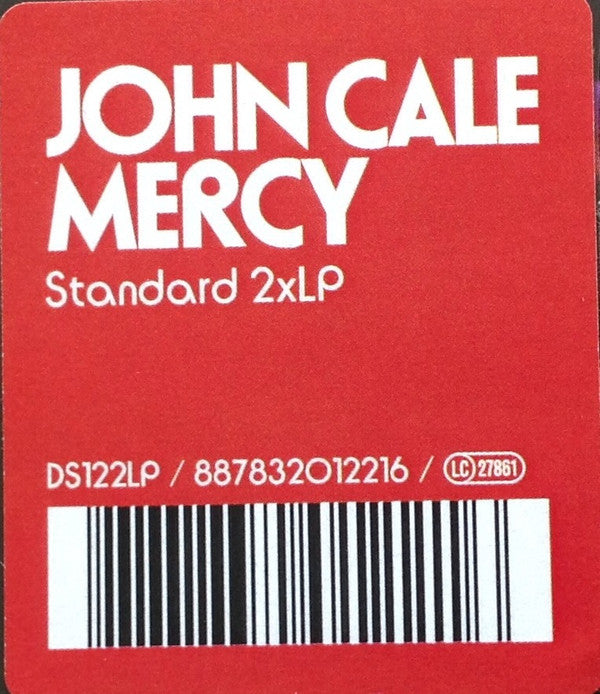 JOHN CALE
MERCY
Standard 2xLP
DS122LP / 887832012216 / LC 27861